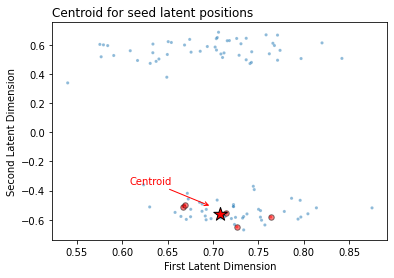 Centroid for seed latent positions
Second Latent Dimension
0.6
0.4
0.2
0.0
−0.2
−0.4
−0.6
Centroid
0.55 0.60 0.65 0.70 0.75 0.80 0.85
First Latent Dimension